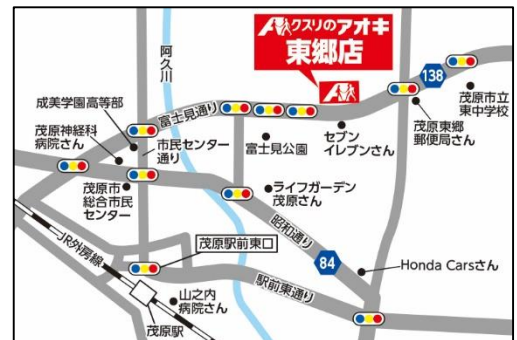 クスリのアオキ
東郷店
138
阿久川
成美学園高等部
富士見通り
茂原市立
東中学校
茂原神経科
病院さん
市民センター
通り
富士見公園
セブン
イレブンさん
茂原東郷
郵便局さん
茂原市
総合市民
センター
ライフガーデン
茂原さん
昭和通り
JR外房線
茂原駅前東口
84
Honda Carsさん
駅前東通り
山之内
病院さん
茂原駅